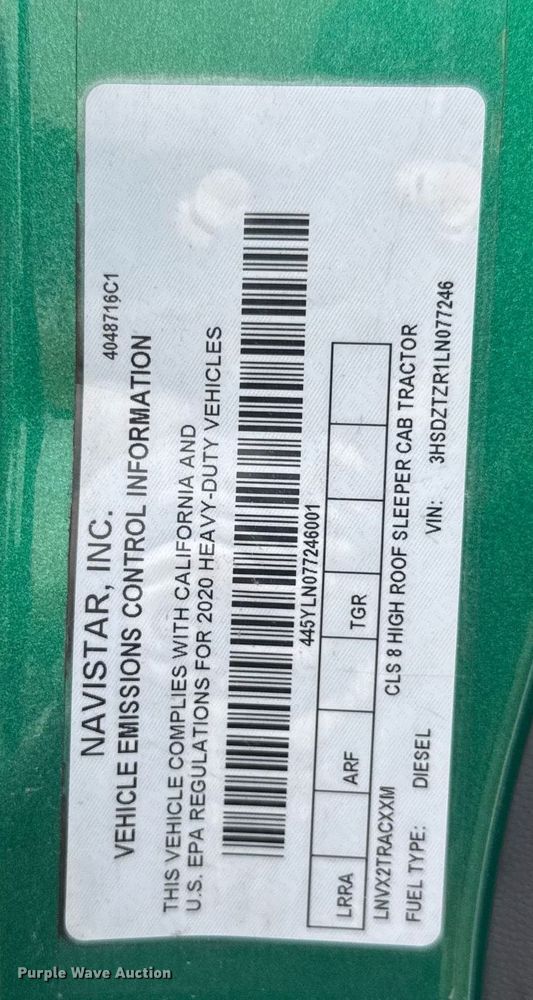 4048716C1
NAVISTAR, INC.
VEHICLE EMISSIONS CONTROL INFORMATION
THIS VEHICLE COMPLIES WITH CALIFORNIA AND
U.S. EPA REGULATIONS FOR 2020 HEAVY-DUTY VEHICLES
445YLN077246001
LRRA ARF TGR
LNVX2TRACXXM CLS 8 HIGH ROOF SLEEPER CAB TRACTOR
FUEL TYPE: DIESEL VIN: 3HSDZTZR1LN077246
Purple Wave Auction